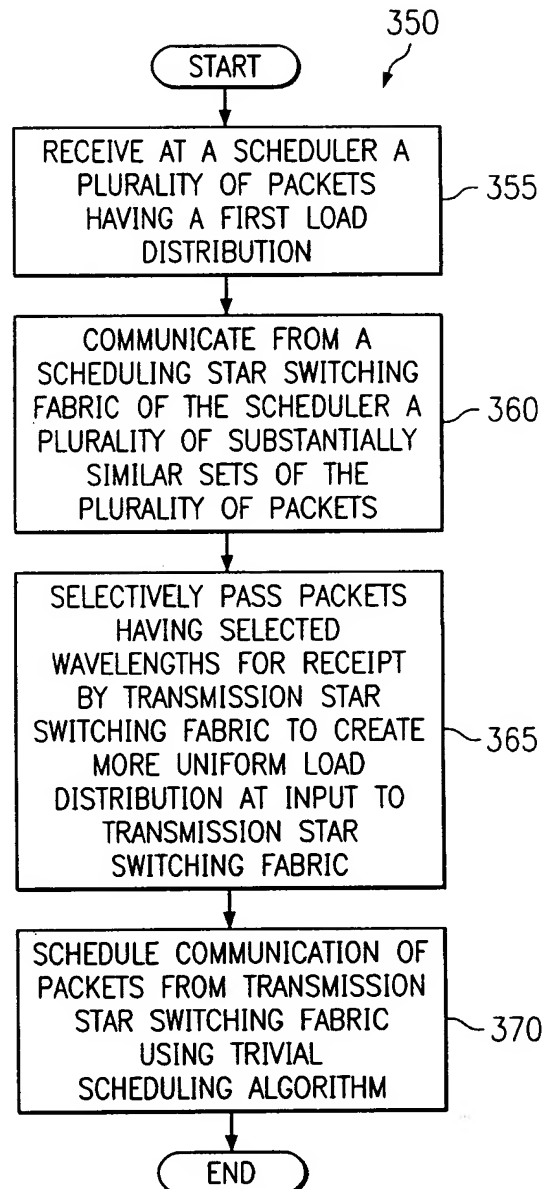 350
START
RECEIVE AT A SCHEDULER A
PLURALITY OF PACKETS
HAVING A FIRST LOAD
DISTRIBUTION
355
COMMUNICATE FROM A
SCHEDULING STAR SWITCHING
FABRIC OF THE SCHEDULER A
PLURALITY OF SUBSTANTIALLY
SIMILAR SETS OF THE
PLURALITY OF PACKETS
360
SELECTIVELY PASS PACKETS
HAVING SELECTED
WAVELENGTHS FOR RECEIPT
BY TRANSMISSION STAR
SWITCHING FABRIC TO CREATE
MORE UNIFORM LOAD
DISTRIBUTION AT INPUT TO
TRANSMISSION STAR
SWITCHING FABRIC
365
SCHEDULE COMMUNICATION OF
PACKETS FROM TRANSMISSION
STAR SWITCHING FABRIC
USING TRIVIAL
SCHEDULING ALGORITHM
370
END